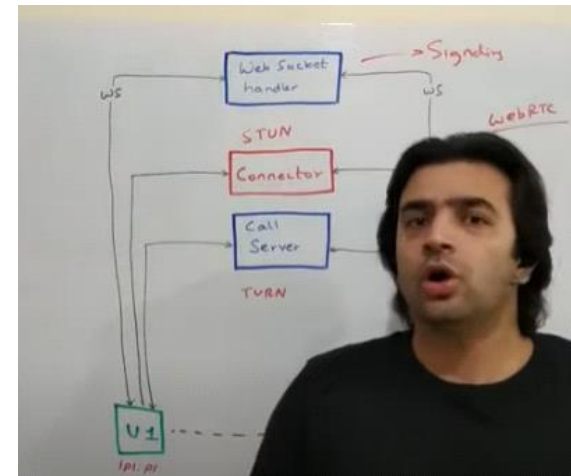 Web Socket
handler
Signaling
WS
WS
WebRTC
STUN
Connector
Call
Server
TURN
U1